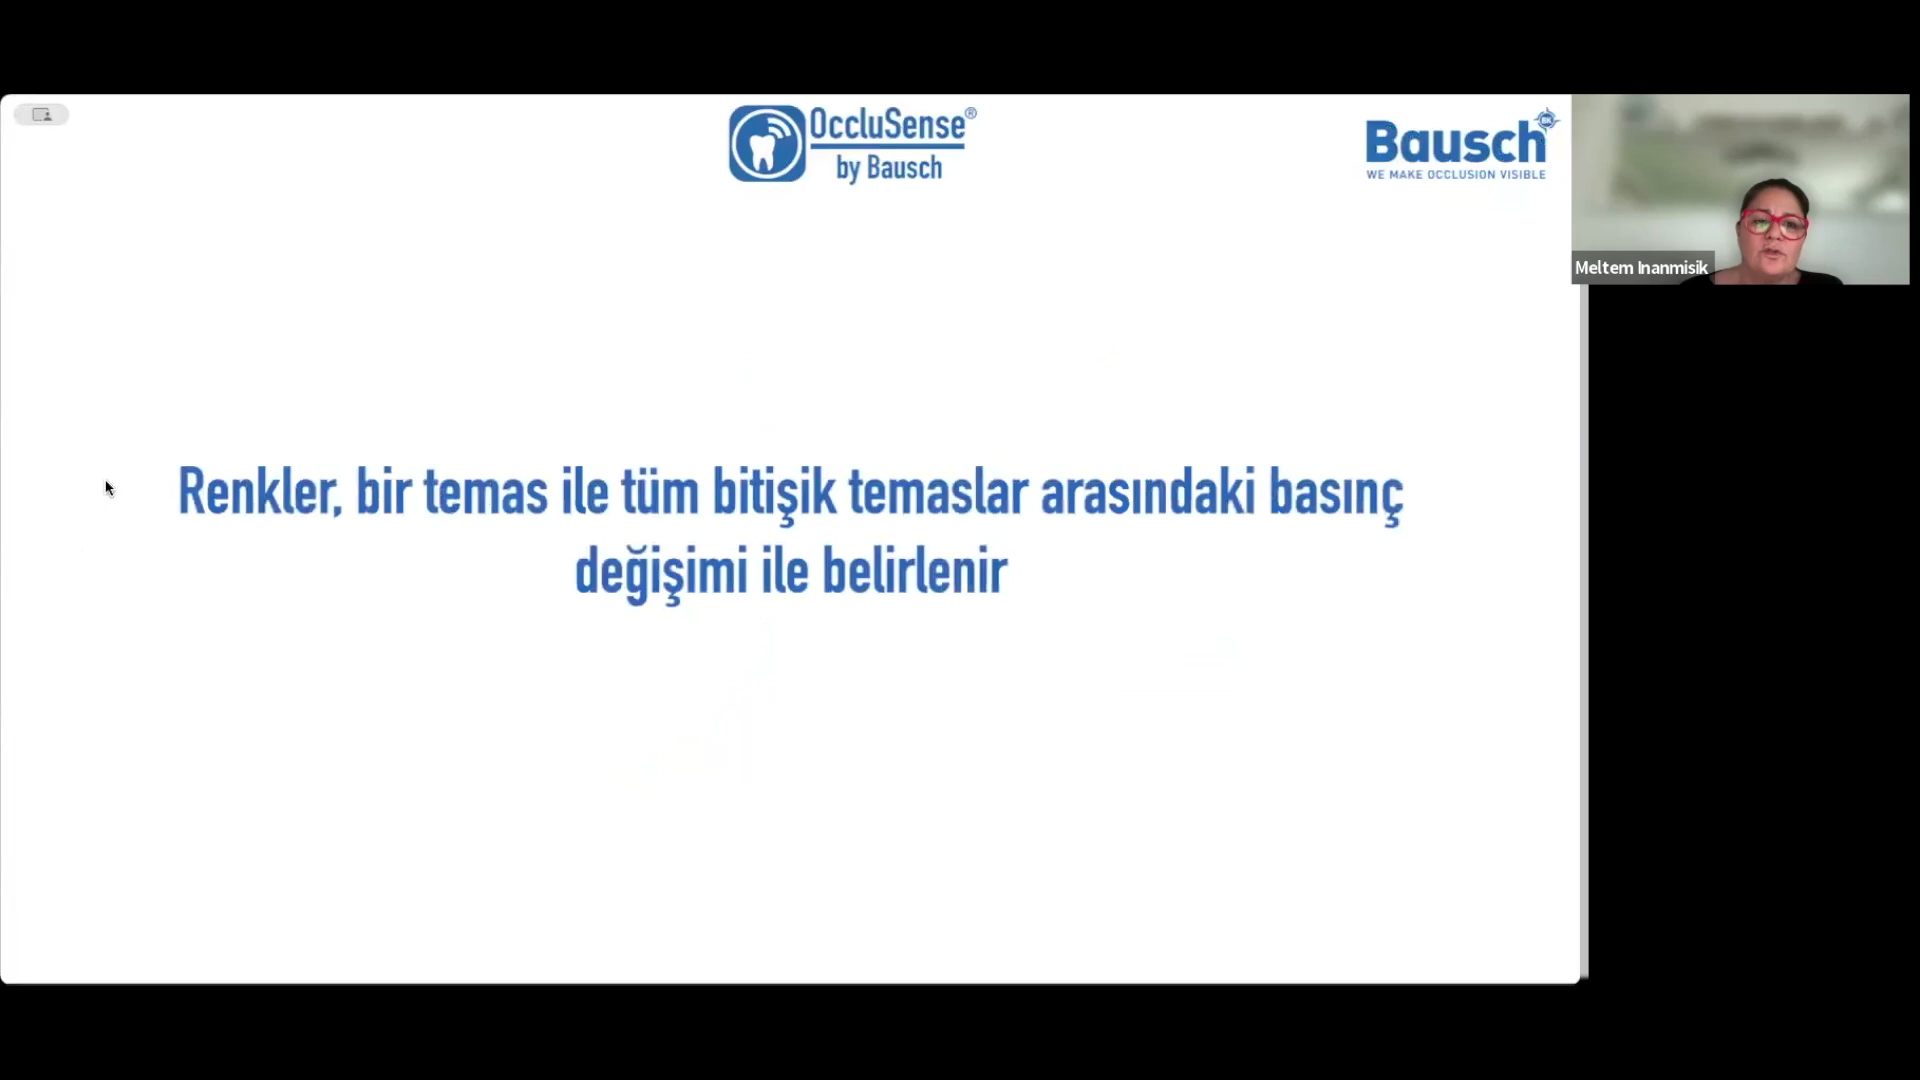 OccluSense®
by Bausch
Bausch
WE MAKE OCCLUSION VISIBLE
Meltem Inanmisik
Renkler, bir temas ile tüm bitişik temaslar arasındaki basınç
değişimi ile belirlenir